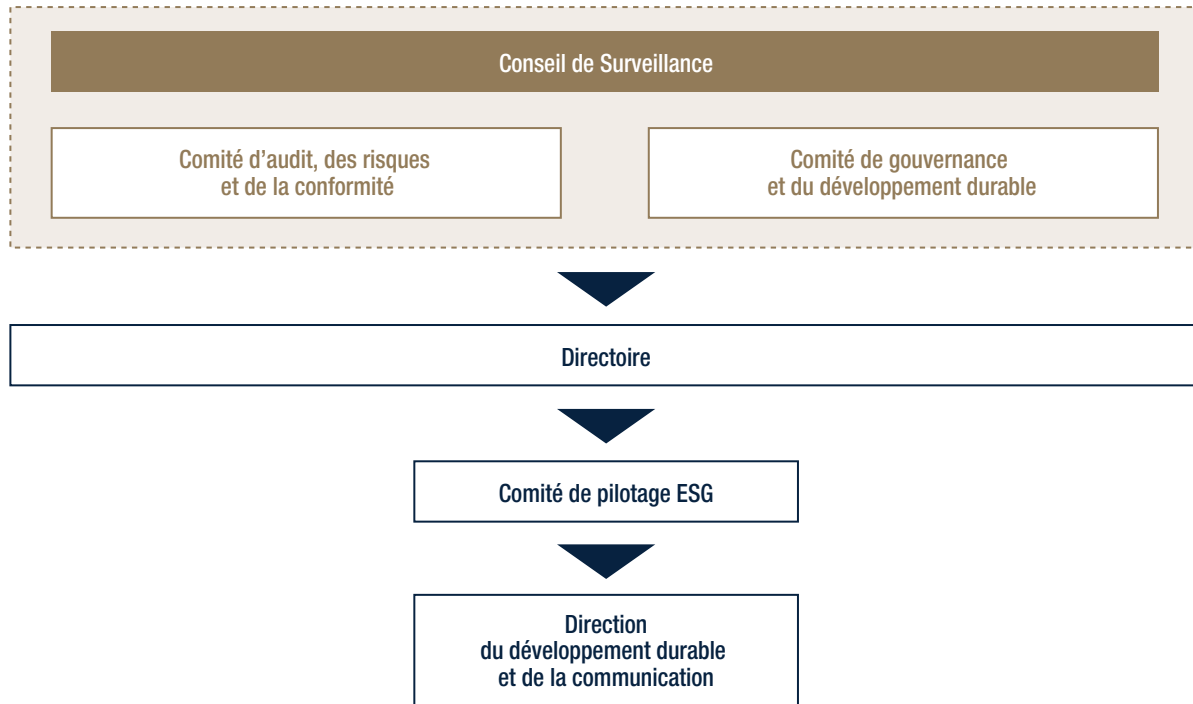 Conseil de Surveillance
Comité d’audit, des risques
et de la conformité
Comité de gouvernance
et du développement durable
Directoire
Comité de pilotage ESG
Direction
du développement durable
et de la communication